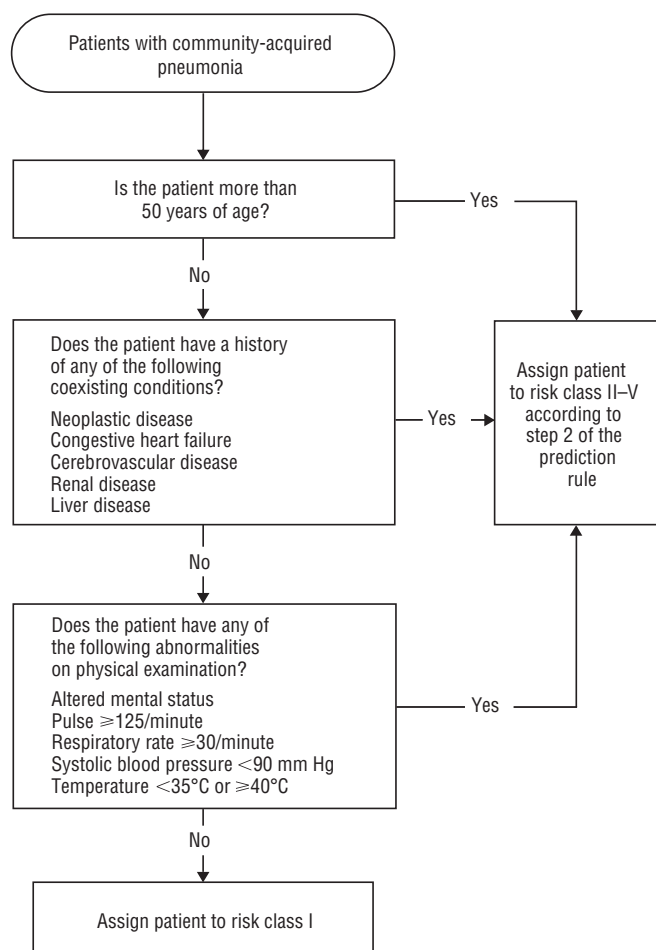 Patients with community-acquired
pneumonia
Is the patient more than
50 years of age?
Yes
No
Does the patient have a history
of any of the following
coexisting conditions?
Neoplastic disease
Congestive heart failure
Cerebrovascular disease
Renal disease
Liver disease
Yes
Assign patient
to risk class II–V
according to
step 2 of the
prediction
rule
No
Does the patient have any of
the following abnormalities
on physical examination?
Altered mental status
Pulse ⩾125/minute
Respiratory rate ⩾30/minute
Systolic blood pressure <90 mm Hg
Temperature <35°C or ⩾40°C
Yes
No
Assign patient to risk class I